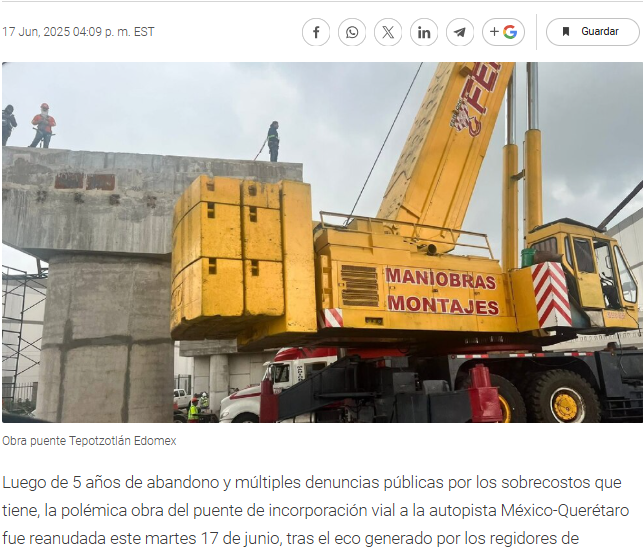 17 Jun, 2025 04:09 p. m. EST
Guardar
MANIOBRAS
MONTAJES
Obra puente Tepotzotlán Edomex
Luego de 5 años de abandono y múltiples denuncias públicas por los sobrecostos que
tiene, la polémica obra del puente de incorporación vial a la autopista México-Querétaro
fue reanudada este martes 17 de junio, tras el eco generado por los regidores de